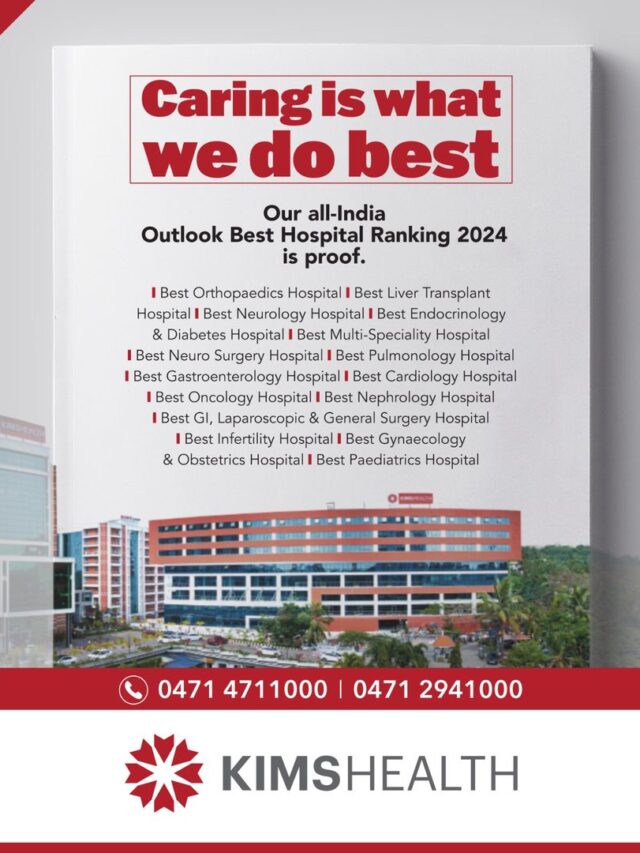 Caring is what
we do best
Our all-India
Outlook Best Hospital Ranking 2024
is proof.
Best Orthopaedics Hospital | Best Liver Transplant
Hospital | Best Neurology Hospital | Best Endocrinology
& Diabetes Hospital | Best Multi-Speciality Hospital
| Best Neuro Surgery Hospital | Best Pulmonology Hospital
| Best Gastroenterology Hospital | Best Cardiology Hospital
| Best Oncology Hospital | Best Nephrology Hospital
| Best GI, Laparoscopic & General Surgery Hospital
| Best Infertility Hospital | Best Gynaecology
& Obstetrics Hospital | Best Paediatrics Hospital
KIMSHEALTH
0471 4711000 | 0471 2941000
KIMSHEALTH